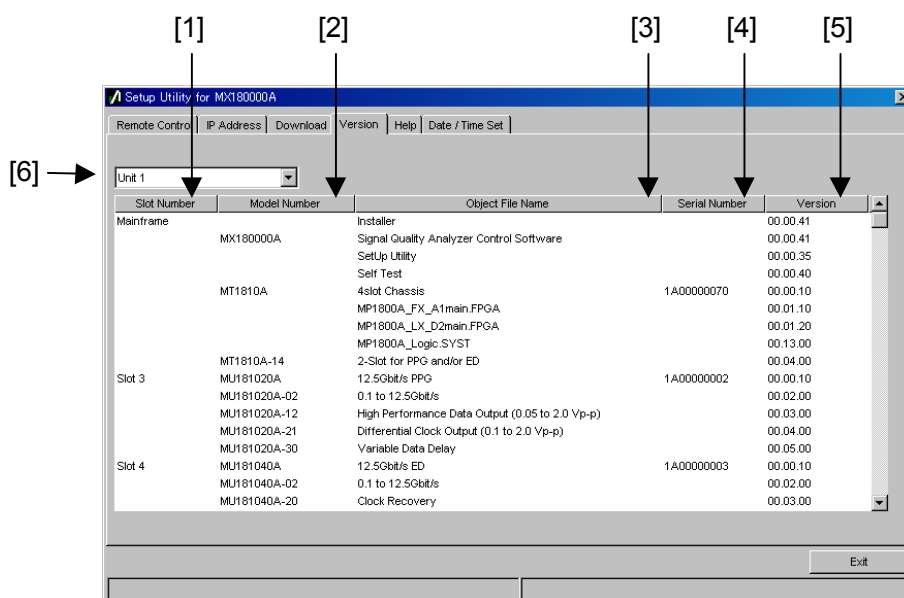 [1] [2] [3] [4] [5]
Setup Utility for MX180000A
Remote Control IP Address Download Version Help Date / Time Set
[6]
Unit 1
Slot Number Model Number Object File Name Serial Number Version
Mainframe Installer 00.00.41
MX180000A Signal Quality Analyzer Control Software 00.00.41
SetUp Utility 00.00.35
Self Test 00.00.40
MT1810A 4slot Chassis 1A00000070 00.00.10
MP1800A_FX_A1main.FPGA 00.01.10
MP1800A_LX_D2main.FPGA 00.01.20
MP1800A_Logic.SYST 00.13.00
MT1810A-14 2-Slot for PPG and/or ED 00.04.00
Slot 3 MU181020A 12.5Gbit/s PPG 1A00000002 00.00.10
MU181020A-02 0.1 to 12.5Gbit/s 00.02.00
MU181020A-12 High Performance Data Output (0.05 to 2.0 Vp-p) 00.03.00
MU181020A-21 Differential Clock Output (0.1 to 2.0 Vp-p) 00.04.00
MU181020A-30 Variable Data Delay 00.05.00
Slot 4 MU181040A 12.5Gbit/s ED 1A00000003 00.00.10
MU181040A-02 0.1 to 12.5Gbit/s 00.02.00
MU181040A-20 Clock Recovery 00.03.00
Exit